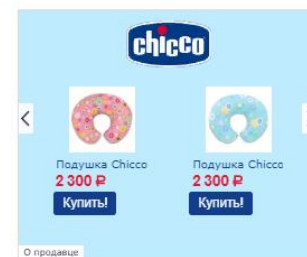 chicco
Подушка Chicco Подушка Chicco
2 300 ₽ 2 300 ₽
Купить! Купить!
О продавце